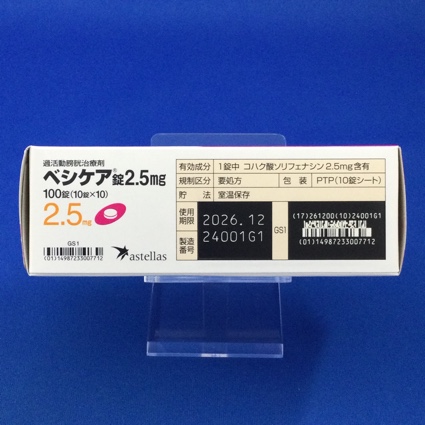 過活動膀胱治療剤
ベシケア®錠2.5mg
100錠(10錠×10)
2.5mg
GS1
(01)14987233007712
astellas
有効成分 1錠中 コハク酸ソリフェナシン2.5mg含有
規制区分 要処方 包装 PTP(10錠シート)
貯法 室温保存
使用期限 2026.12
製造番号 24001G1
GS1
(17)261200(10)24001G1
(01)14987233007712